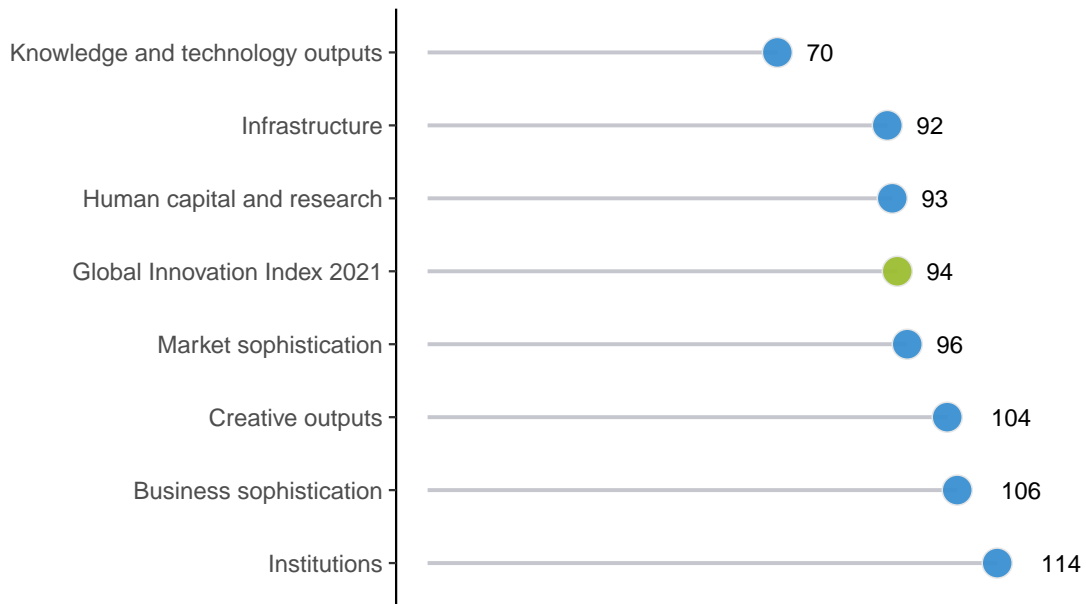 Knowledge and technology outputs 70
Infrastructure 92
Human capital and research 93
Global Innovation Index 2021 94
Market sophistication 96
Creative outputs 104
Business sophistication 106
Institutions 114